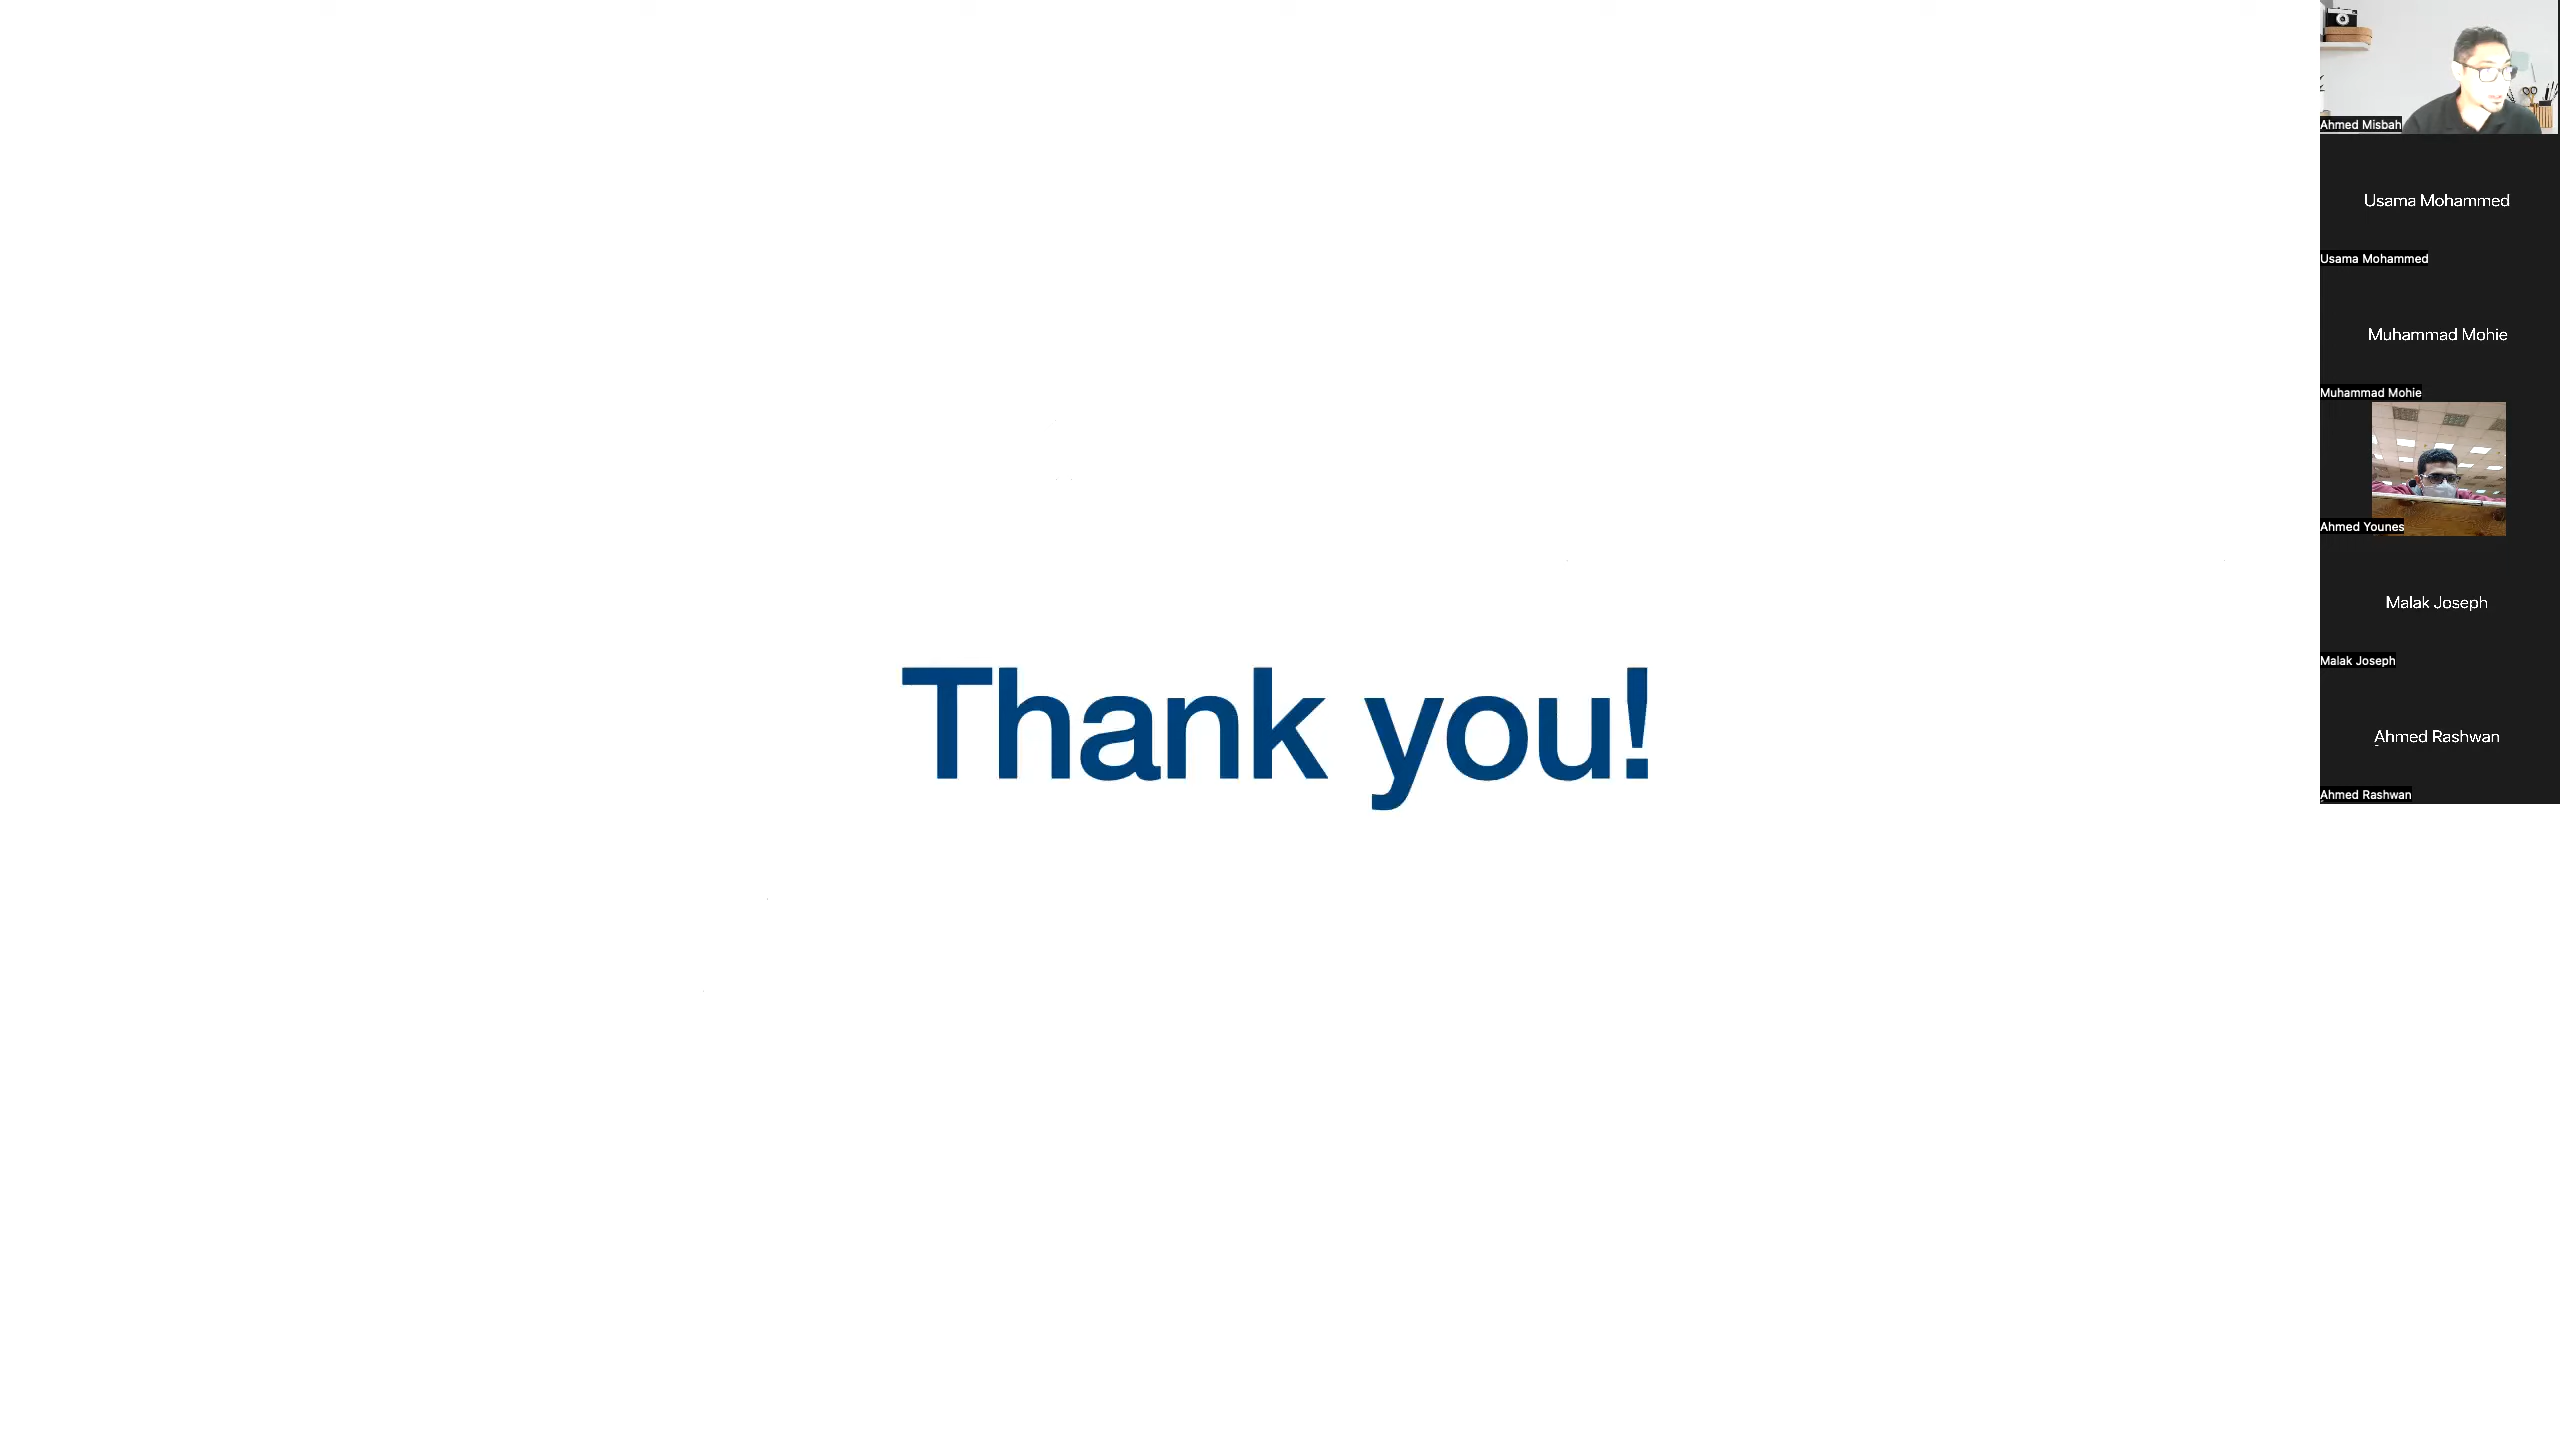 Thank you!
Ahmed Misbah
Usama Mohammed
Usama Mohammed
Muhammad Mohie
Muhammad Mohie
Ahmed Younes
Malak Joseph
Malak Joseph
Ahmed Rashwan
Ahmed Rashwan